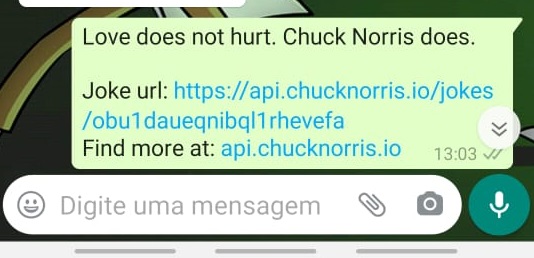 Love does not hurt. Chuck Norris does.
Joke url: https://api.chucknorris.io/jokes
/obu1daueqnibql1rhevefa
Find more at: api.chucknorris.io
13:03
Digite uma mensagem